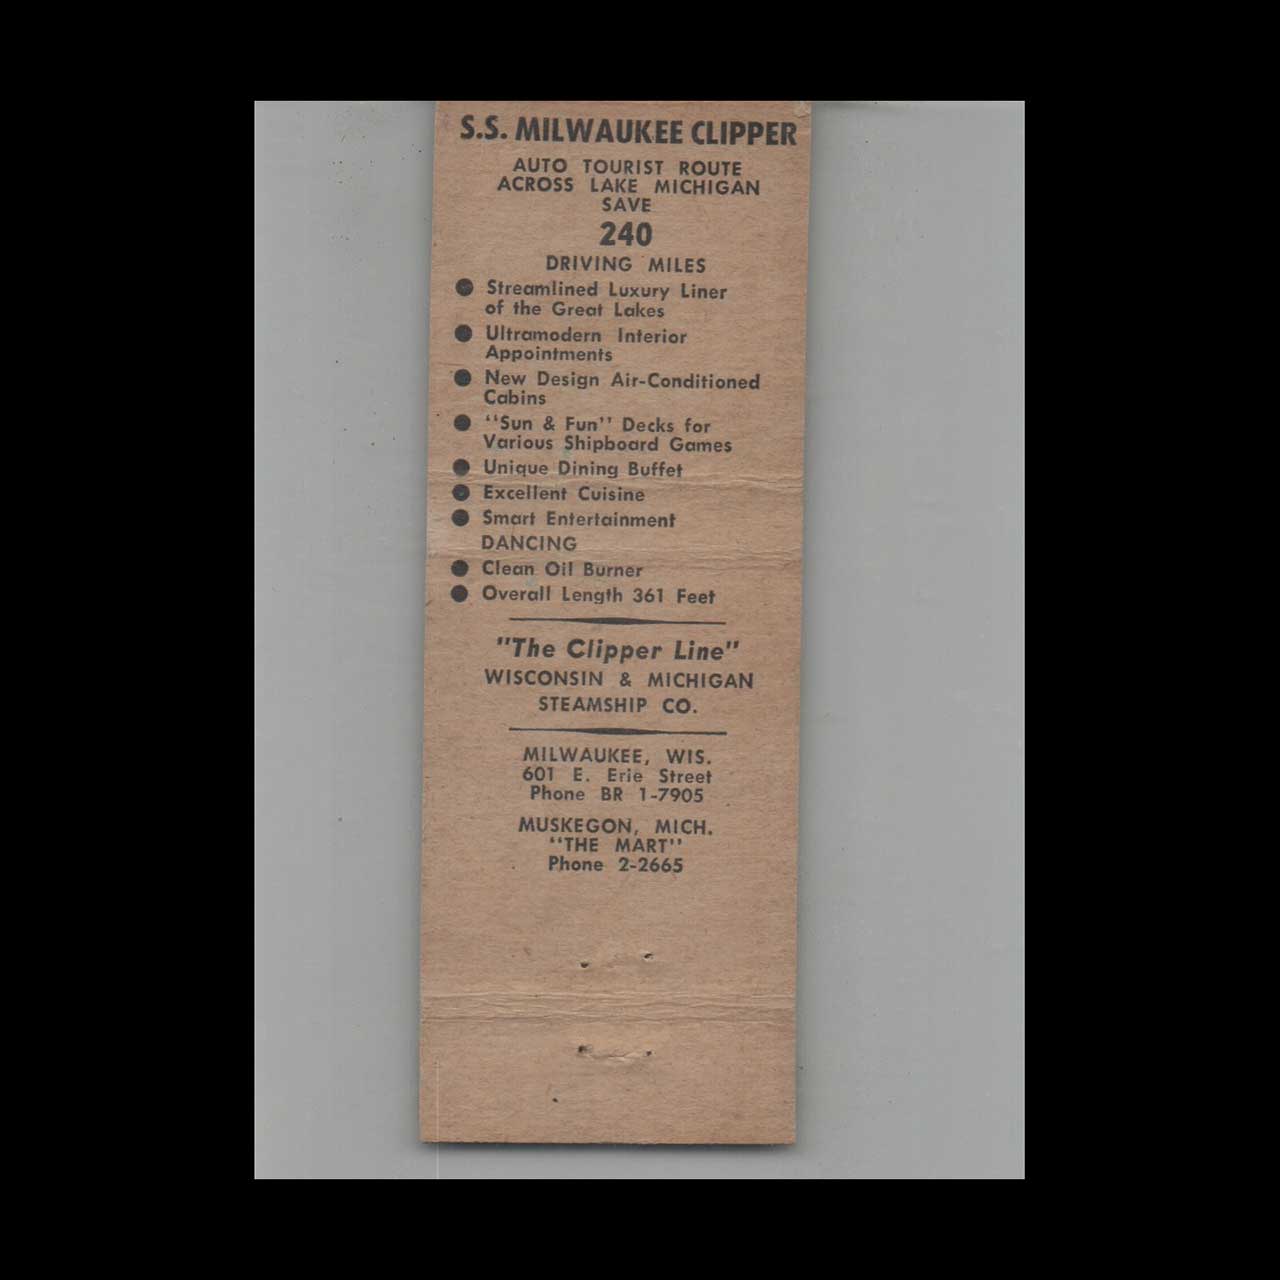 S.S. MILWAUKEE CLIPPER
AUTO TOURIST ROUTE
ACROSS LAKE MICHIGAN
SAVE
240
DRIVING MILES
● Streamlined Luxury Liner
of the Great Lakes
● Ultramodern Interior
Appointments
● New Design Air-Conditioned
Cabins
● "Sun & Fun" Decks for
Various Shipboard Games
● Unique Dining Buffet
● Excellent Cuisine
● Smart Entertainment
DANCING
● Clean Oil Burner
● Overall Length 361 Feet
"The Clipper Line"
WISCONSIN & MICHIGAN
STEAMSHIP CO.
MILWAUKEE, WIS.
601 E. Erie Street
Phone BR 1-7905
MUSKEGON, MICH.
"THE MART"
Phone 2-2665